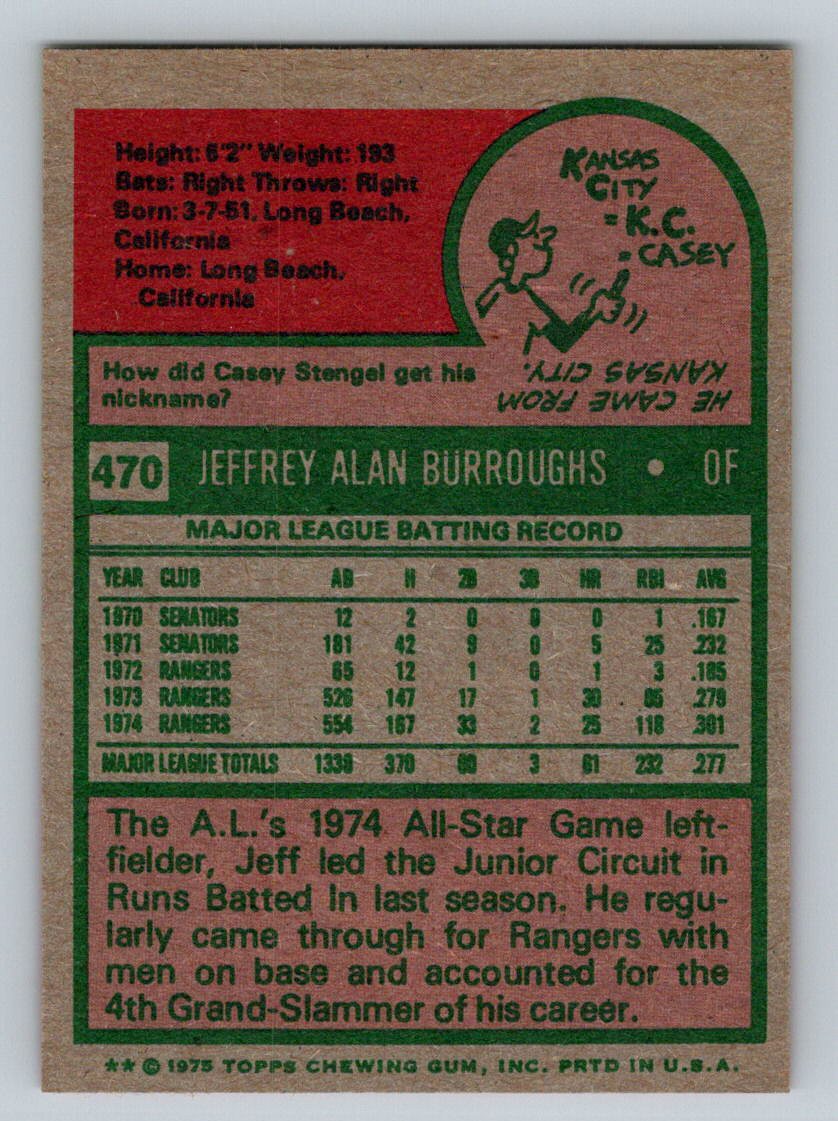 Height: 6'2" Weight: 193
Bats: Right Throws: Right
Born: 3-7-51, Long Beach,
California
Home: Long Beach,
California
KANSAS
CITY
= K.C.
= CASEY
How did Casey Stengel get his
nickname?
HE CAME FROM
KANSAS CITY.
470 JEFFREY ALAN BURROUGHS • OF
MAJOR LEAGUE BATTING RECORD
YEAR CLUB AB H 2B 3B HR RBI AVG
1970 SENATORS 12 2 0 0 0 1 .167
1971 SENATORS 181 42 9 0 5 25 .232
1972 RANGERS 65 12 1 0 1 3 .185
1973 RANGERS 526 147 17 1 30 85 .279
1974 RANGERS 554 167 33 2 25 118 .301
MAJOR LEAGUE TOTALS 1338 370 60 3 61 232 .277
The A.L.'s 1974 All-Star Game left-
fielder, Jeff led the Junior Circuit in
Runs Batted In last season. He regu-
larly came through for Rangers with
men on base and accounted for the
4th Grand-Slammer of his career.
** © 1975 TOPPS CHEWING GUM, INC. PRTD IN U.S.A.